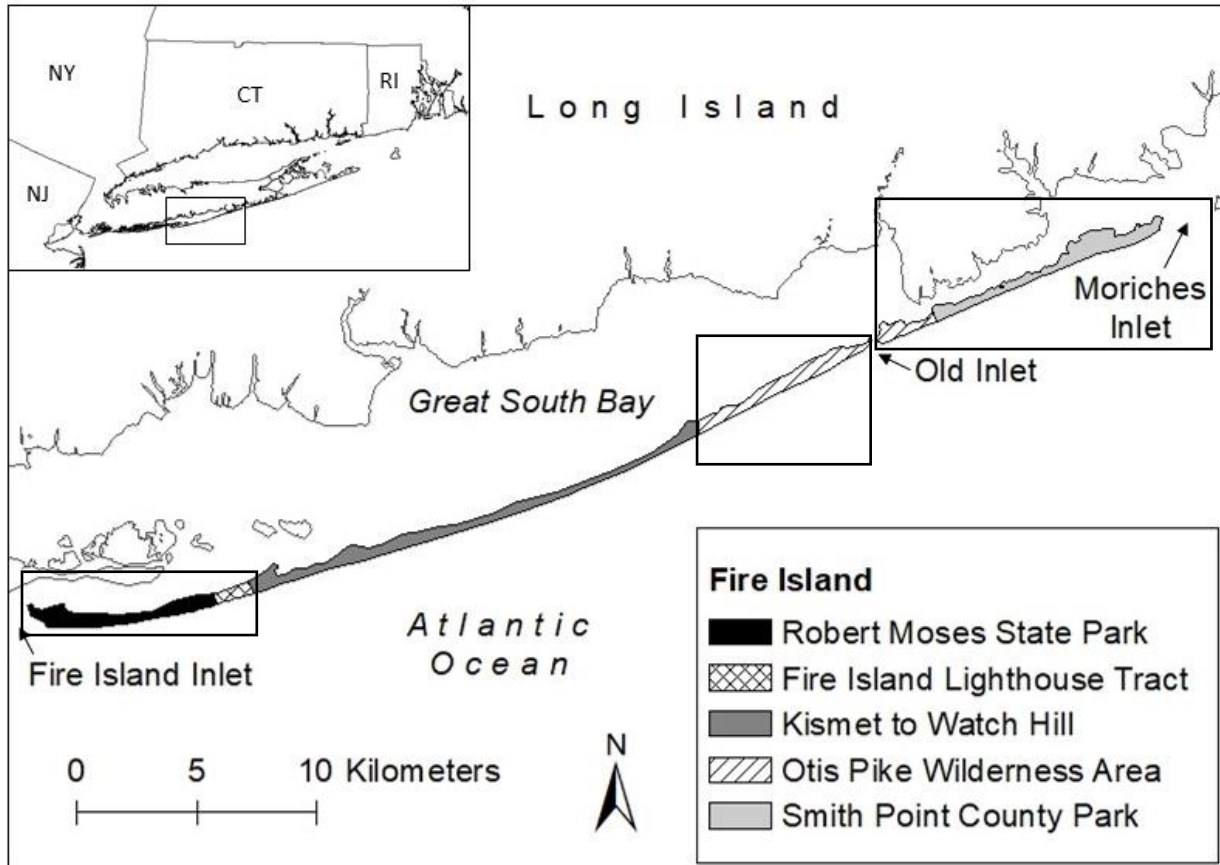 NY
CT
RI
NJ
Long Island
Moriches
Inlet
Old Inlet
Great South Bay
Atlantic
Ocean
Fire Island Inlet
0 5 10 Kilometers
N
Fire Island
Robert Moses State Park
Fire Island Lighthouse Tract
Kismet to Watch Hill
Otis Pike Wilderness Area
Smith Point County Park